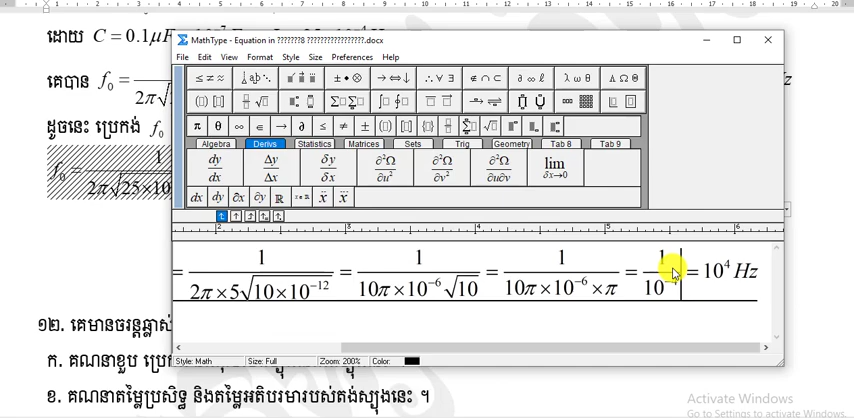 ដោយ C = 0.1μF
MathType - Equation in ???????8 ?????????????????.docx
File Edit View Format Style Size Preferences Help
គេបាន f₀ =
ដូចនេះ ប្រេកង់ f₀
Algebra Derivs Statistics Matrices Sets Trig Geometry Tab 8 Tab 9
f₀ = 1/(2π√25×10
= 1/(2π×5√(10×10⁻¹²)) = 1/(10π×10⁻⁶√10) = 1/(10π×10⁻⁶×π) = 1/10⁻⁴ = 10⁴ Hz
Style: Math Size: Full Zoom: 200% Color:
១២. គេមានចរន្តឆ្លាស់
ក. គណនាខួប
ខ. គណនាតម្លៃប្រសិទ្ធ និងតម្លៃអតិបរមារបស់តង់ស្យុងនេះ ។
Activate Windows
Go to Settings to activate Windows.